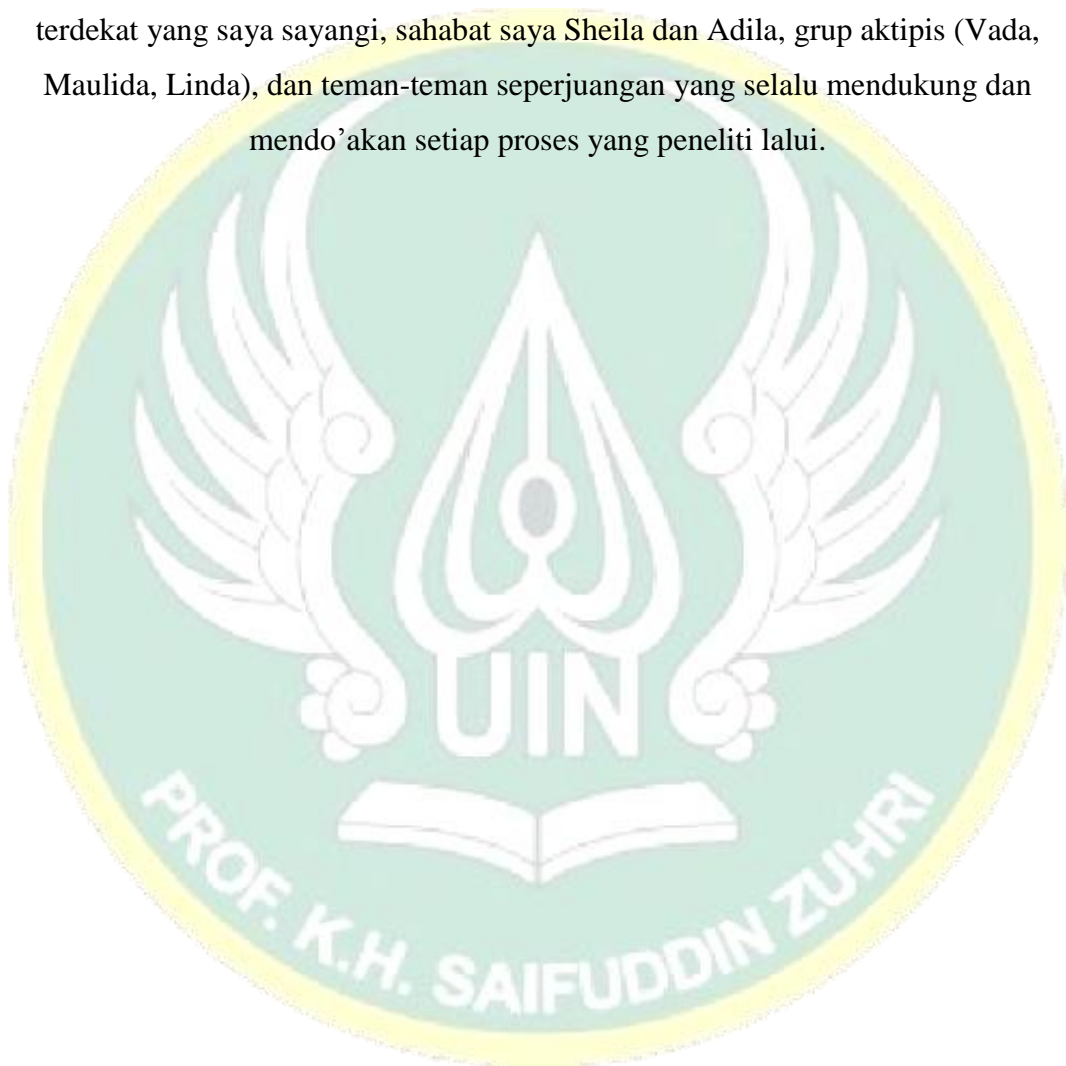 terdekat yang saya sayangi, sahabat saya Sheila dan Adila, grup aktipis (Vada,
Maulida, Linda), dan teman-teman seperjuangan yang selalu mendukung dan
mendo’akan setiap proses yang peneliti lalui.
UIN
PROF. K.H. SAIFUDDIN ZUHRI